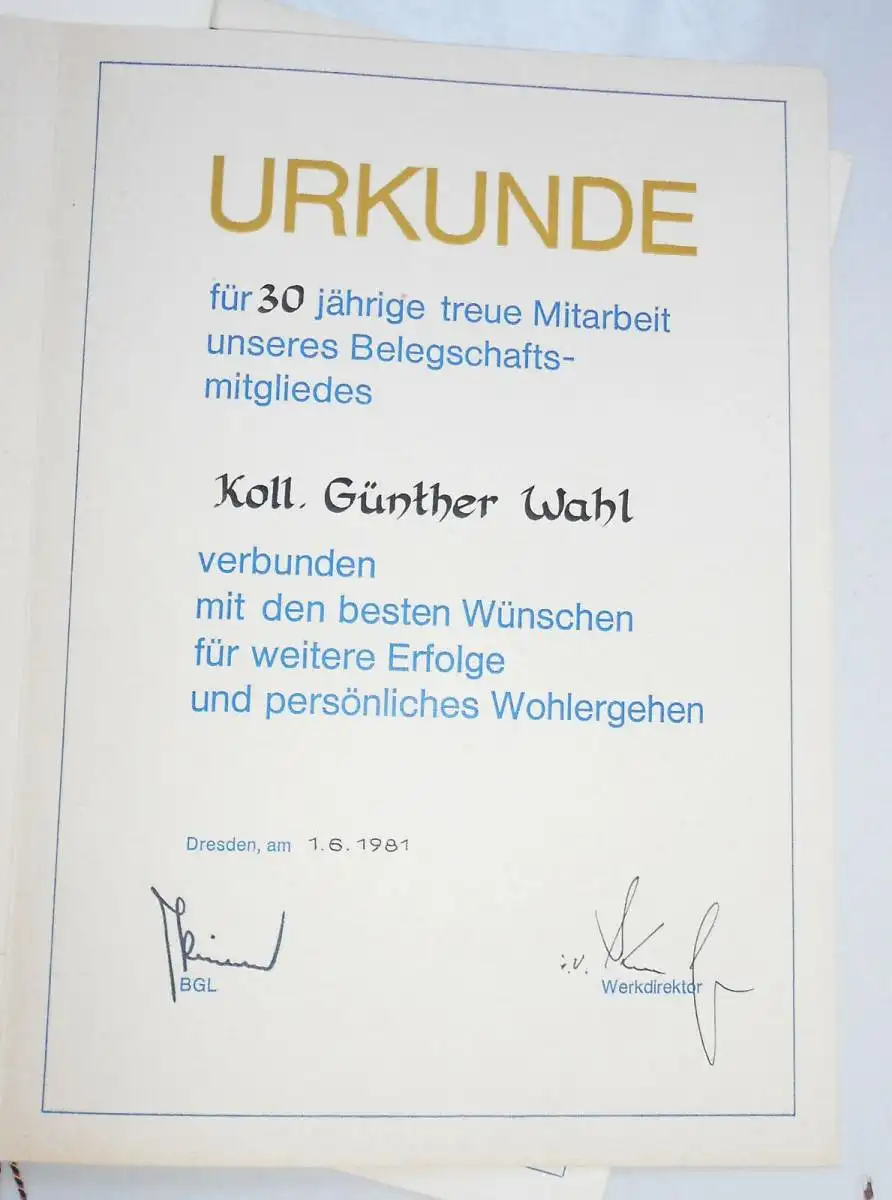 URKUNDE
für 30 jährige treue Mitarbeit
unseres Belegschafts-
mitgliedes
Koll. Günther Wahl
verbunden
mit den besten Wünschen
für weitere Erfolge
und persönliches Wohlergehen
Dresden, am 1.6.1981
i.V.
BGL Werkdirektor